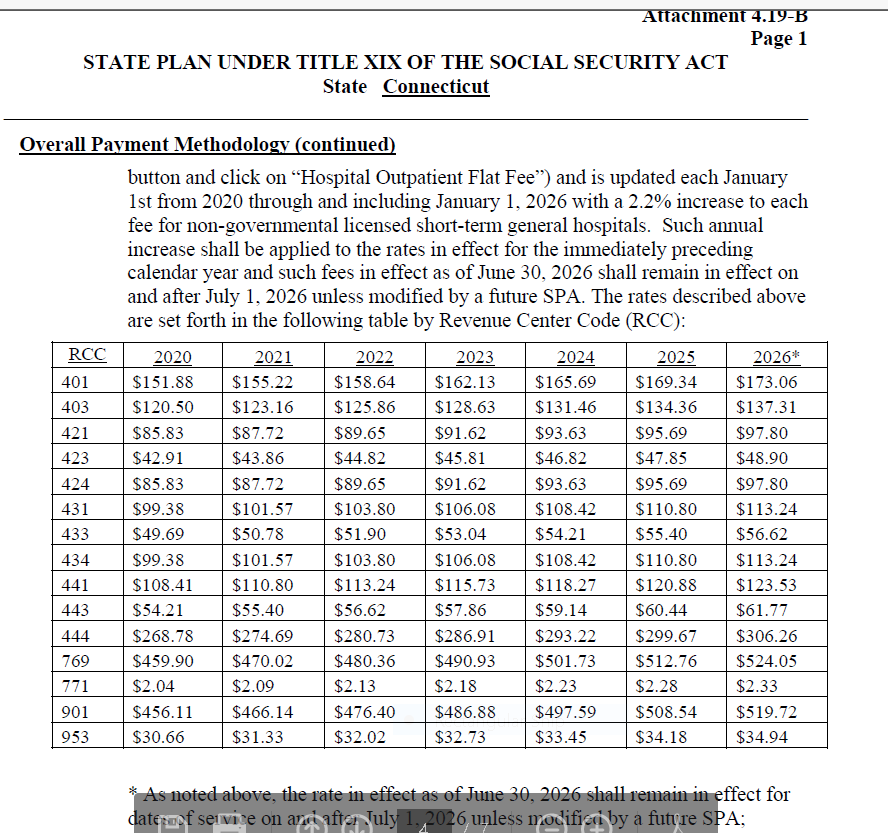 Attachment 4.19-B
Page 1
STATE PLAN UNDER TITLE XIX OF THE SOCIAL SECURITY ACT
State Connecticut
Overall Payment Methodology (continued)
button and click on “Hospital Outpatient Flat Fee”) and is updated each January
1st from 2020 through and including January 1, 2026 with a 2.2% increase to each
fee for non-governmental licensed short-term general hospitals. Such annual
increase shall be applied to the rates in effect for the immediately preceding
calendar year and such fees in effect as of June 30, 2026 shall remain in effect on
and after July 1, 2026 unless modified by a future SPA. The rates described above
are set forth in the following table by Revenue Center Code (RCC):
RCC 2020 2021 2022 2023 2024 2025 2026*
401 $151.88 $155.22 $158.64 $162.13 $165.69 $169.34 $173.06
403 $120.50 $123.16 $125.86 $128.63 $131.46 $134.36 $137.31
421 $85.83 $87.72 $89.65 $91.62 $93.63 $95.69 $97.80
423 $42.91 $43.86 $44.82 $45.81 $46.82 $47.85 $48.90
424 $85.83 $87.72 $89.65 $91.62 $93.63 $95.69 $97.80
431 $99.38 $101.57 $103.80 $106.08 $108.42 $110.80 $113.24
433 $49.69 $50.78 $51.90 $53.04 $54.21 $55.40 $56.62
434 $99.38 $101.57 $103.80 $106.08 $108.42 $110.80 $113.24
441 $108.41 $110.80 $113.24 $115.73 $118.27 $120.88 $123.53
443 $54.21 $55.40 $56.62 $57.86 $59.14 $60.44 $61.77
444 $268.78 $274.69 $280.73 $286.91 $293.22 $299.67 $306.26
769 $459.90 $470.02 $480.36 $490.93 $501.73 $512.76 $524.05
771 $2.04 $2.09 $2.13 $2.18 $2.23 $2.28 $2.33
901 $456.11 $466.14 $476.40 $486.88 $497.59 $508.54 $519.72
953 $30.66 $31.33 $32.02 $32.73 $33.45 $34.18 $34.94
* As noted above, the rate in effect as of June 30, 2026 shall remain in effect for
dates of service on and after July 1, 2026 unless modified by a future SPA;
4 / 7